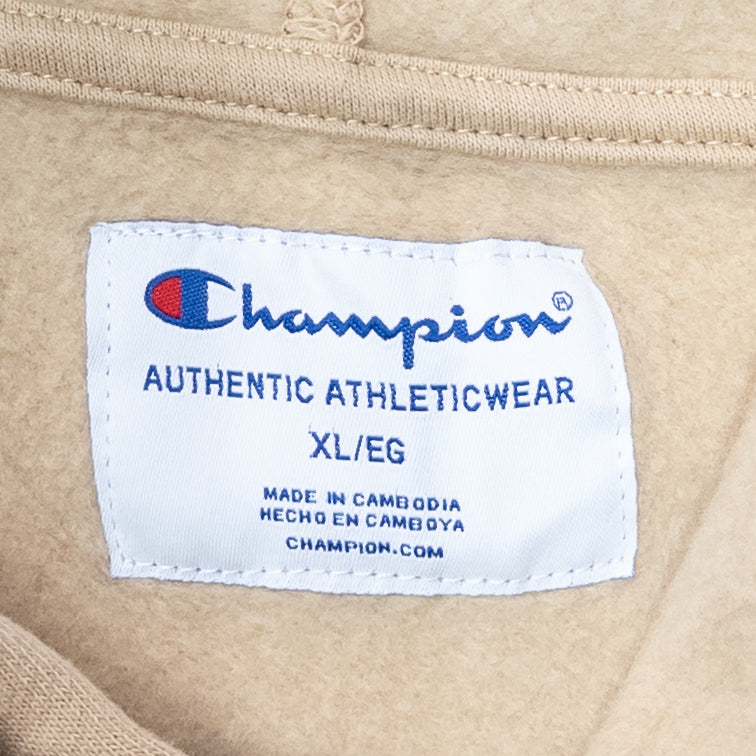 Champion®
AUTHENTIC ATHLETICWEAR
XL/EG
MADE IN CAMBODIA
HECHO EN CAMBOYA
CHAMPION.COM